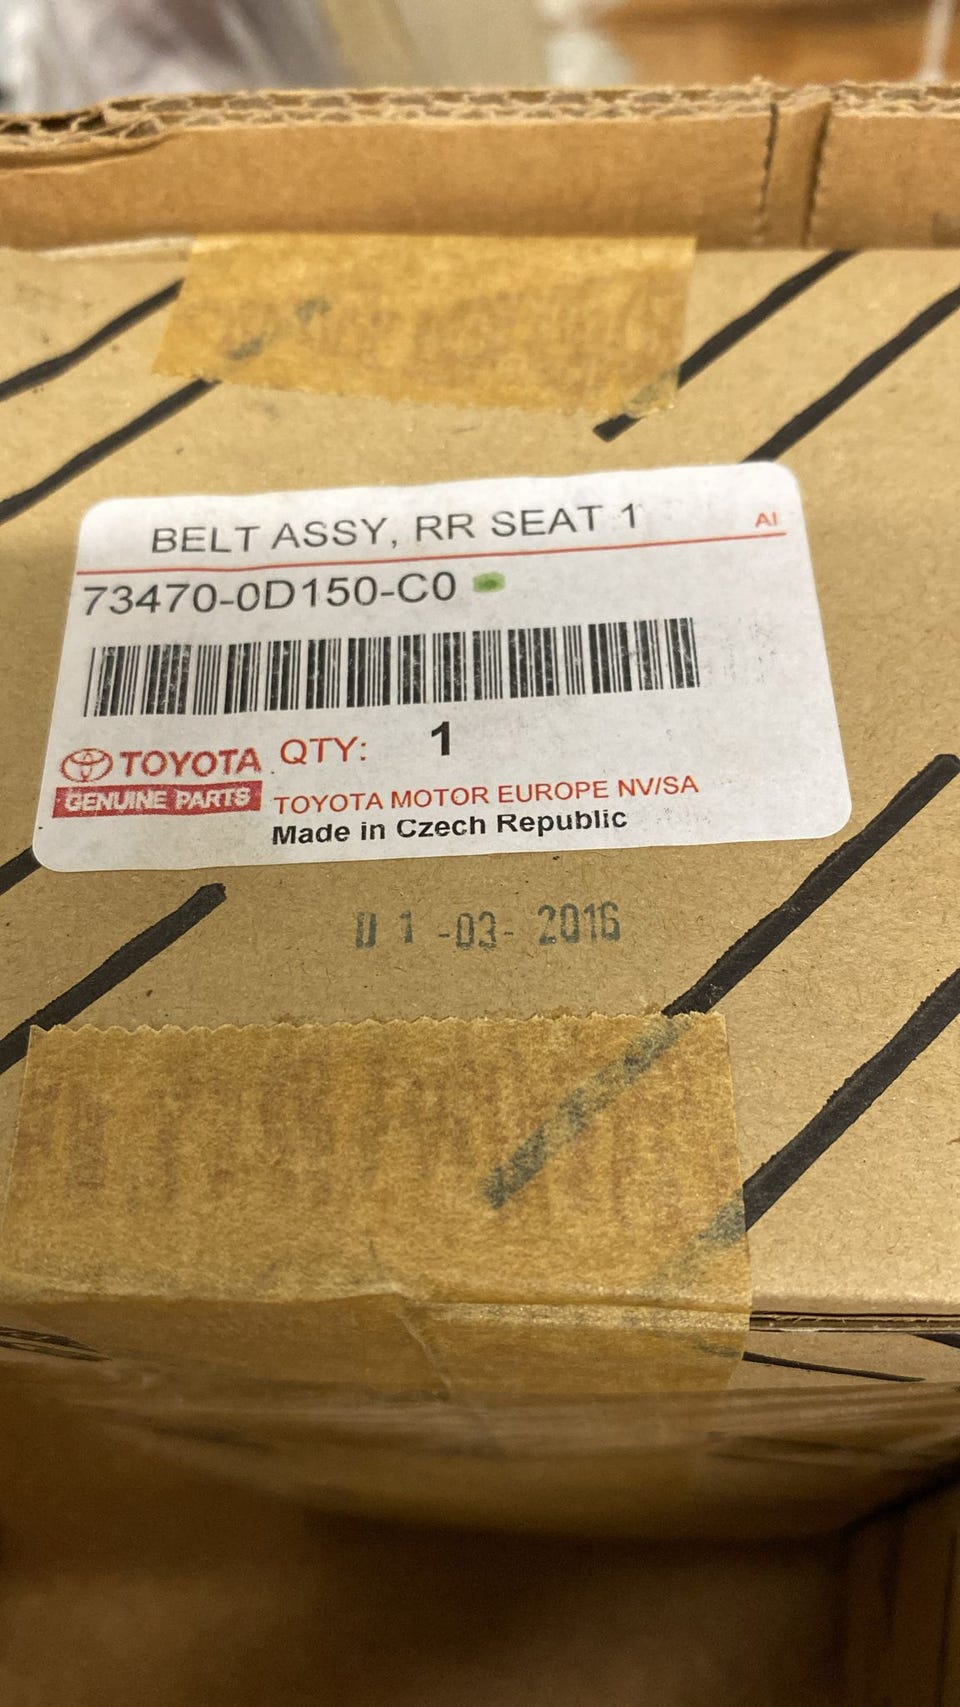 BELT ASSY, RR SEAT 1
AI
73470-0D150-C0
TOYOTA
GENUINE PARTS
QTY: 1
TOYOTA MOTOR EUROPE NV/SA
Made in Czech Republic
01-03-2016